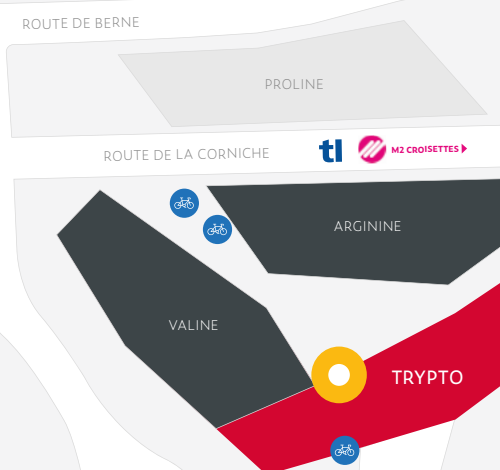 ROUTE DE BERNE
PROLINE
ROUTE DE LA CORNICHE
tl
M2 CROISETTES
ARGININE
VALINE
TRYPTO